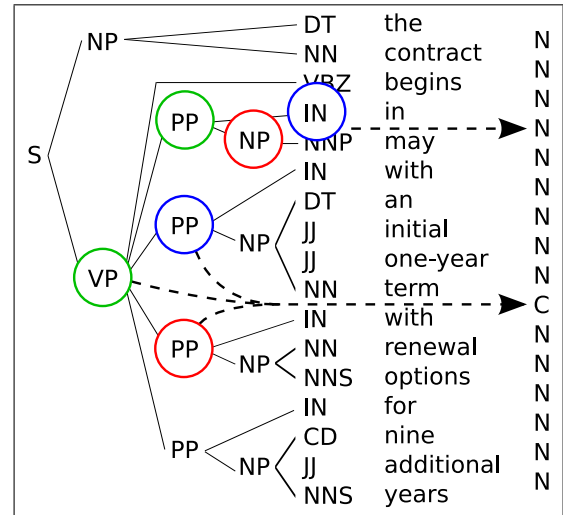 DT the
NP N
NN contract
N
VBZ begins
N
PP IN in
N
NP NNP may
S N
IN with
N
DT an
N
PP JJ initial
NP N
JJ one-year
VP N
NN term
C
IN with
N
PP NN renewal
NP N
NNS options
N
IN for
N
CD nine
PP N
NP JJ additional
N
NNS years